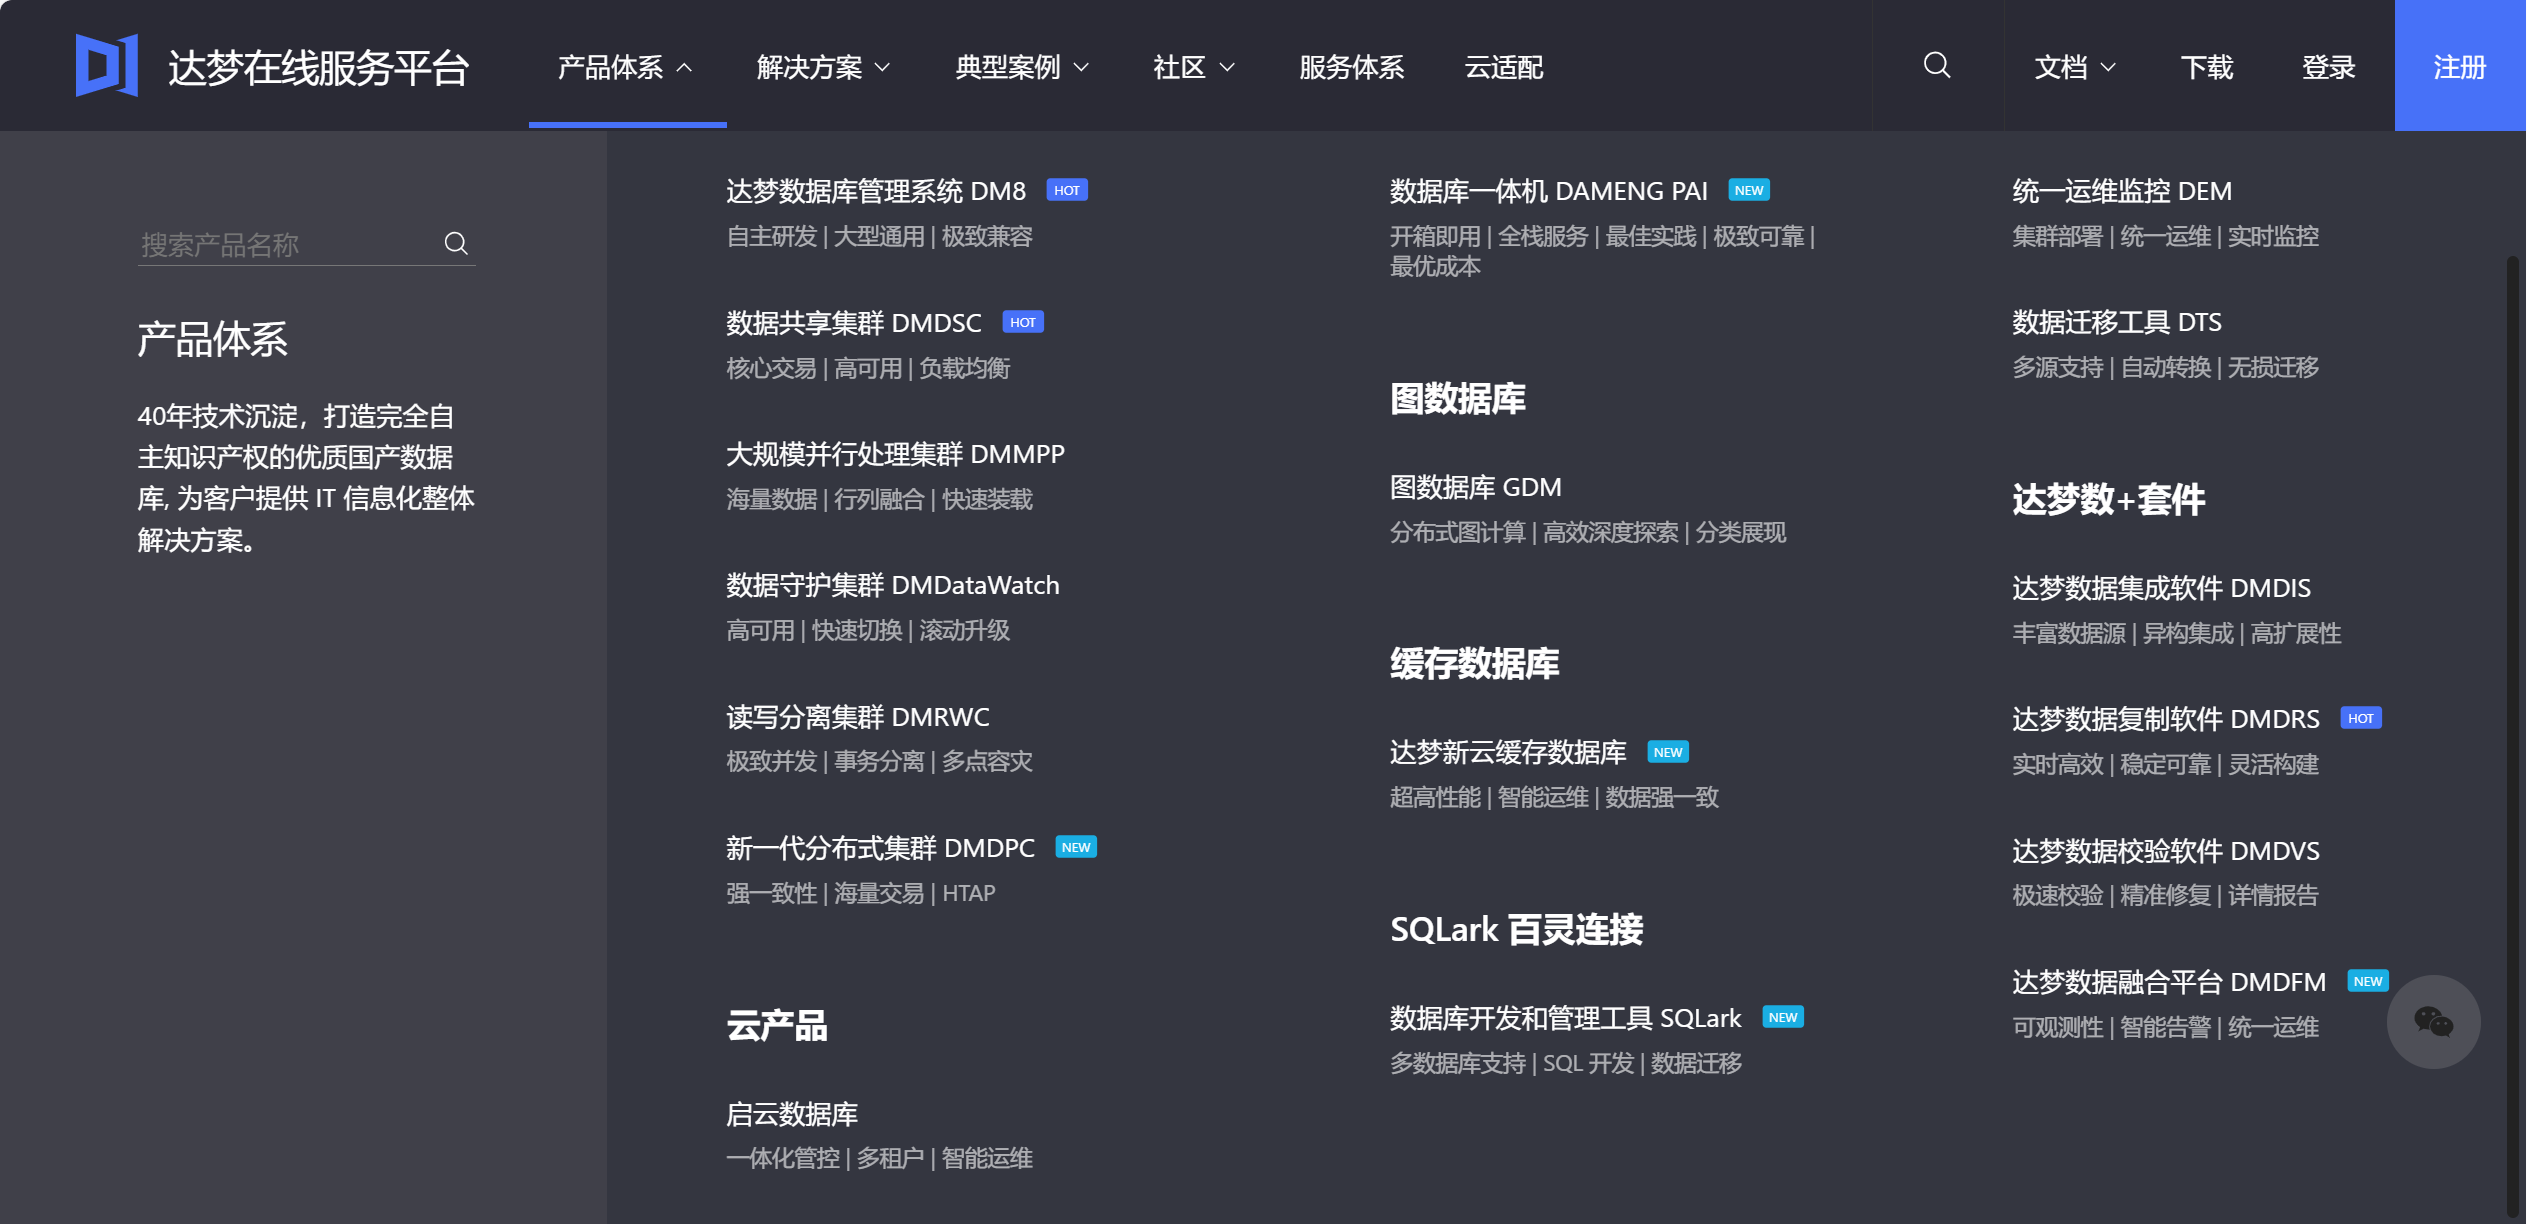 达梦在线服务平台
产品体系
解决方案
典型案例
社区
服务体系
云适配
文档
下载
登录
注册
搜索产品名称
产品体系
40年技术沉淀，打造完全自
主知识产权的优质国产数据
库, 为客户提供 IT 信息化整体
解决方案。
达梦数据库管理系统 DM8 HOT
自主研发 | 大型通用 | 极致兼容
数据共享集群 DMDSC HOT
核心交易 | 高可用 | 负载均衡
大规模并行处理集群 DMMPP
海量数据 | 行列融合 | 快速装载
数据守护集群 DMDataWatch
高可用 | 快速切换 | 滚动升级
读写分离集群 DMRWC
极致并发 | 事务分离 | 多点容灾
新一代分布式集群 DMDPC NEW
强一致性 | 海量交易 | HTAP
云产品
启云数据库
一体化管控 | 多租户 | 智能运维
数据库一体机 DAMENG PAI NEW
开箱即用 | 全栈服务 | 最佳实践 | 极致可靠 |
最优成本
图数据库
图数据库 GDM
分布式图计算 | 高效深度探索 | 分类展现
缓存数据库
达梦新云缓存数据库 NEW
超高性能 | 智能运维 | 数据强一致
SQLark 百灵连接
数据库开发和管理工具 SQLark NEW
多数据库支持 | SQL 开发 | 数据迁移
统一运维监控 DEM
集群部署 | 统一运维 | 实时监控
数据迁移工具 DTS
多源支持 | 自动转换 | 无损迁移
达梦数+套件
达梦数据集成软件 DMDIS
丰富数据源 | 异构集成 | 高扩展性
达梦数据复制软件 DMDRS HOT
实时高效 | 稳定可靠 | 灵活构建
达梦数据校验软件 DMDVS
极速校验 | 精准修复 | 详情报告
达梦数据融合平台 DMDFM NEW
可观测性 | 智能告警 | 统一运维